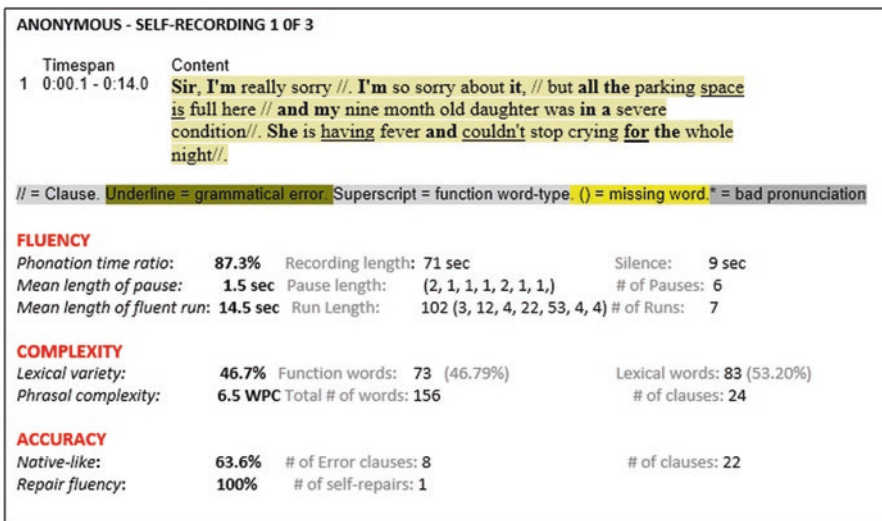 ANONYMOUS - SELF-RECORDING 1 OF 3
Timespan Content
1 0:00.1 - 0:14.0 Sir, I'm really sorry //. I'm so sorry about it, // but all the parking space
is full here // and my nine month old daughter was in a severe
condition//. She is having fever and couldn't stop crying for the whole
night//.
// = Clause. Underline = grammatical error. Superscript = function word-type. () = missing word.* = bad pronunciation
FLUENCY
Phonation time ratio: 87.3% Recording length: 71 sec Silence: 9 sec
Mean length of pause: 1.5 sec Pause length: (2, 1, 1, 1, 2, 1, 1,) # of Pauses: 6
Mean length of fluent run: 14.5 sec Run Length: 102 (3, 12, 4, 22, 53, 4, 4) # of Runs: 7
COMPLEXITY
Lexical variety: 46.7% Function words: 73 (46.79%) Lexical words: 83 (53.20%)
Phrasal complexity: 6.5 WPC Total # of words: 156 # of clauses: 24
ACCURACY
Native-like: 63.6% # of Error clauses: 8 # of clauses: 22
Repair fluency: 100% # of self-repairs: 1